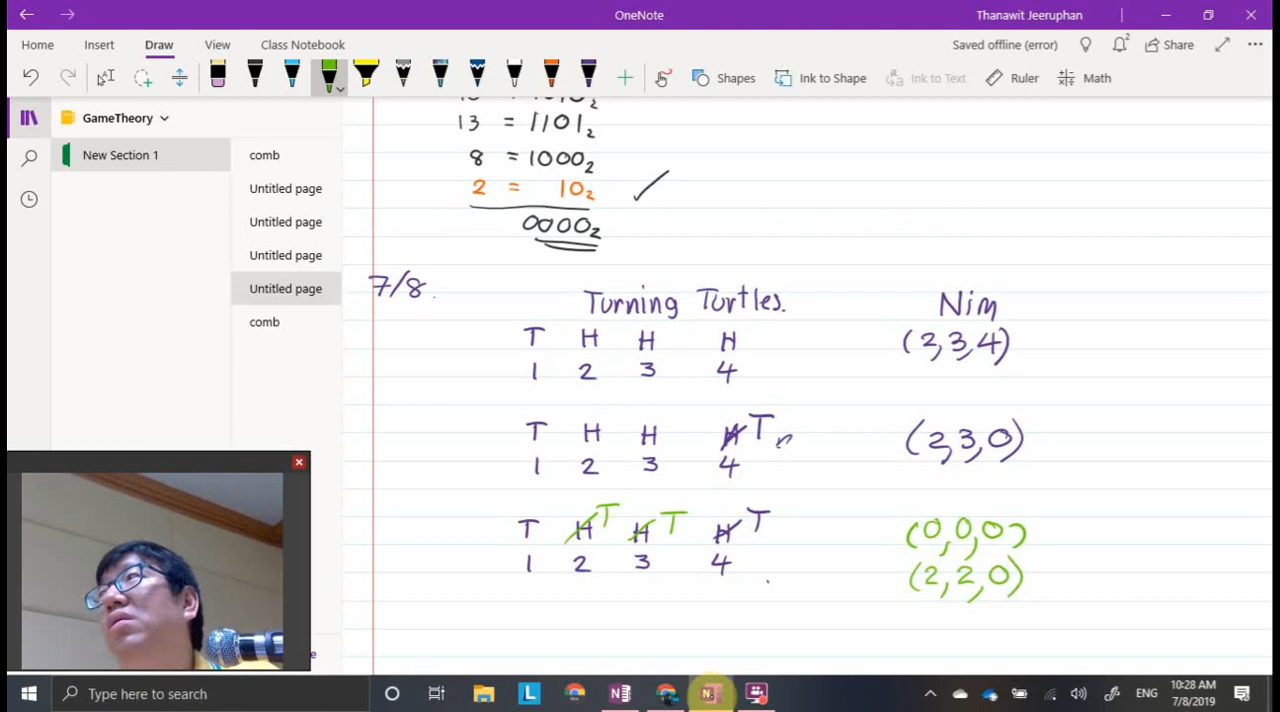 OneNote
Thanawit Jeeruphan
Home Insert Draw View Class Notebook
Saved offline (error) 2 Share
Shapes Ink to Shape Ink to Text Ruler Math
GameTheory
New Section 1
comb
Untitled page
Untitled page
Untitled page
Untitled page
comb
13 = 1101₂
8 = 1000₂
2 = 10₂
0000₂
7/8.
Turning Turtles. Nim
T H H H (2,3,4)
1 2 3 4
T H H H T (2,3,0)
1 2 3 4
T H T H T H T (0,0,0)
1 2 3 4 (2,2,0)
Type here to search
ENG
10:28 AM
7/8/2019